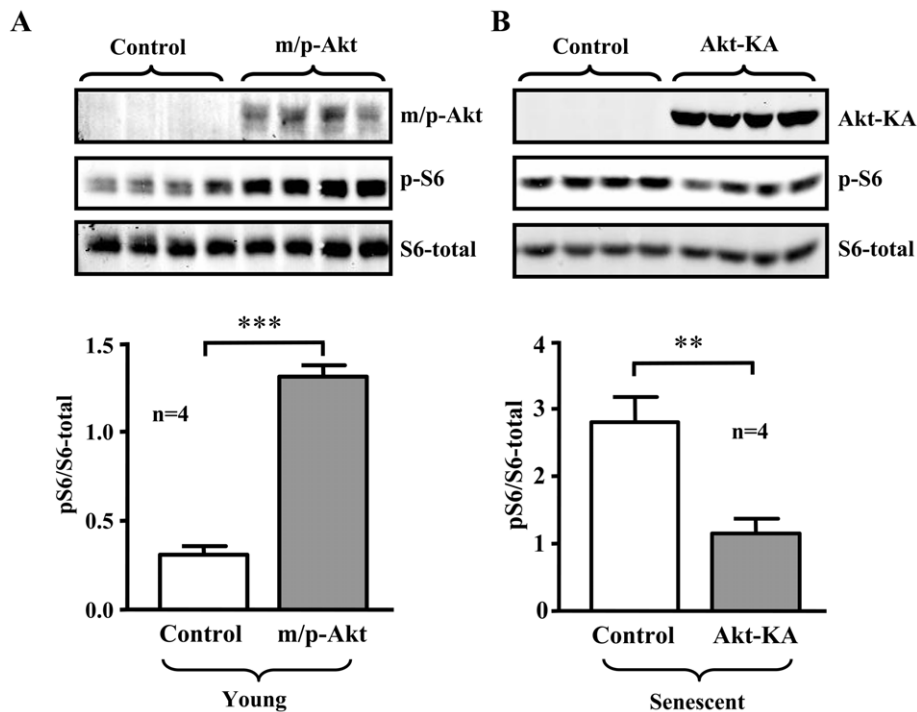 A
Control
m/p-Akt
m/p-Akt
p-S6
S6-total
***
1.5
1.0
0.5
0.0
pS6/S6-total
n=4
Control
m/p-Akt
Young
B
Control
Akt-KA
Akt-KA
p-S6
S6-total
**
4
3
2
1
0
pS6/S6-total
n=4
Control
Akt-KA
Senescent